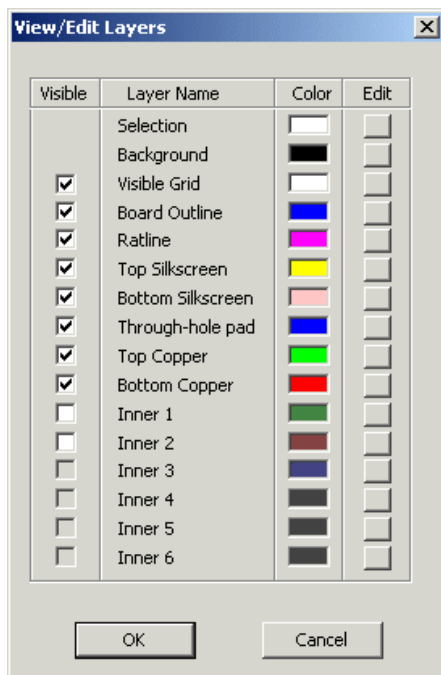 View/Edit Layers
Visible Layer Name Color Edit
Selection
Background
Visible Grid
Board Outline
Ratline
Top Silkscreen
Bottom Silkscreen
Through-hole pad
Top Copper
Bottom Copper
Inner 1
Inner 2
Inner 3
Inner 4
Inner 5
Inner 6
OK Cancel